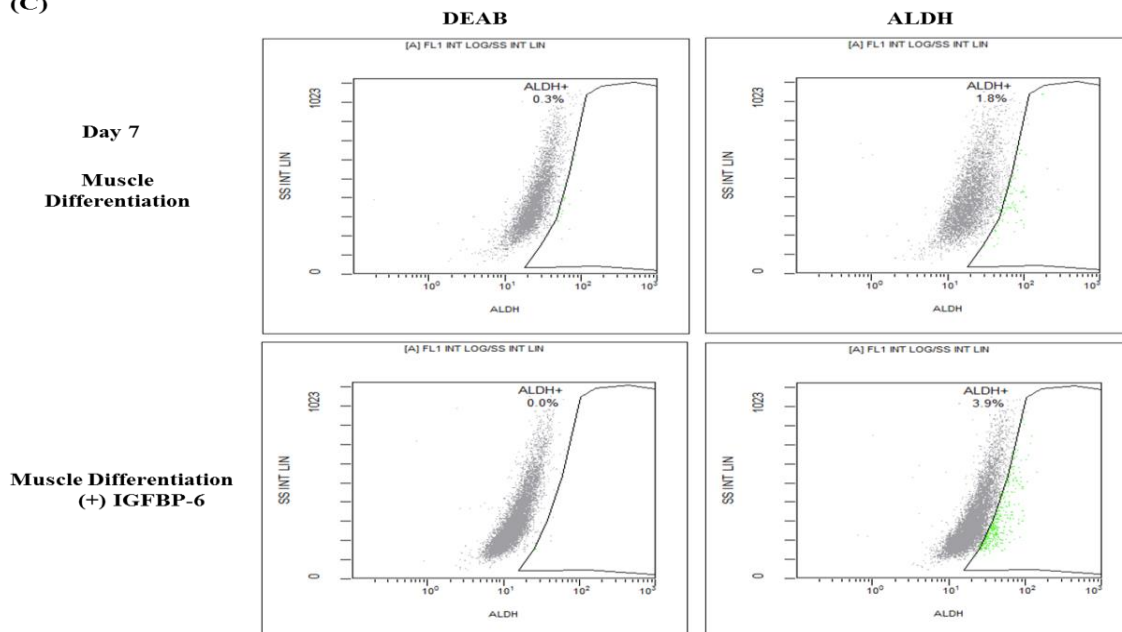 (C)
DEAB
ALDH
Day 7
Muscle
Differentiation
[A] FL1 INT LOG/SS INT LIN
ALDH+
0.3%
1023
SS INT LIN
0
10⁰ 10¹ 10² 10³
ALDH
[A] FL1 INT LOG/SS INT LIN
ALDH+
1.8%
1023
SS INT LIN
0
10⁰ 10¹ 10² 10³
ALDH
Muscle Differentiation
(+) IGFBP-6
[A] FL1 INT LOG/SS INT LIN
ALDH+
0.0%
1023
SS INT LIN
0
10⁰ 10¹ 10² 10³
ALDH
[A] FL1 INT LOG/SS INT LIN
ALDH+
3.9%
1023
SS INT LIN
0
10⁰ 10¹ 10² 10³
ALDH